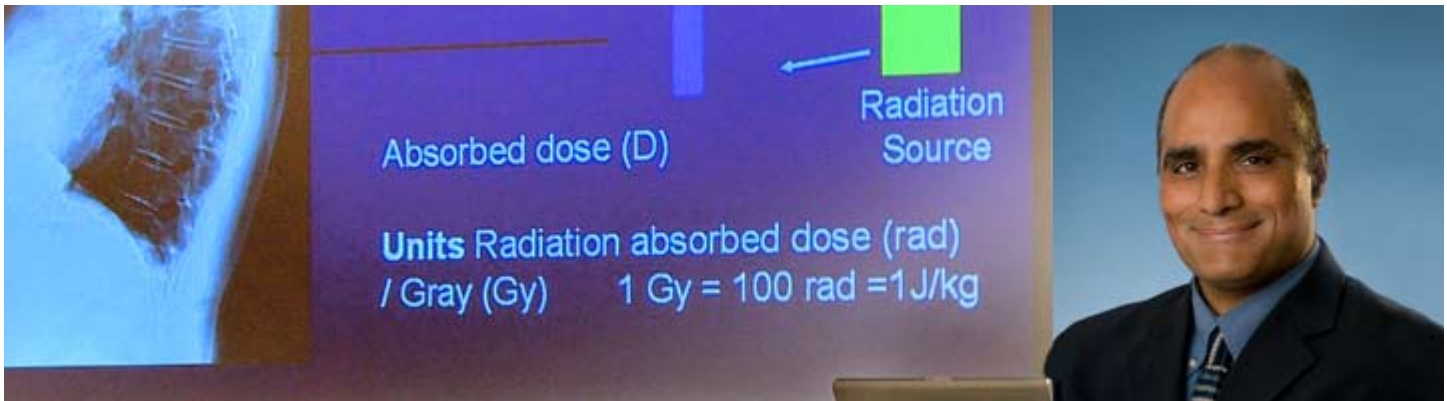 Radiation
Source
Absorbed dose (D)
Units Radiation absorbed dose (rad)
/ Gray (Gy) 1 Gy = 100 rad =1J/kg